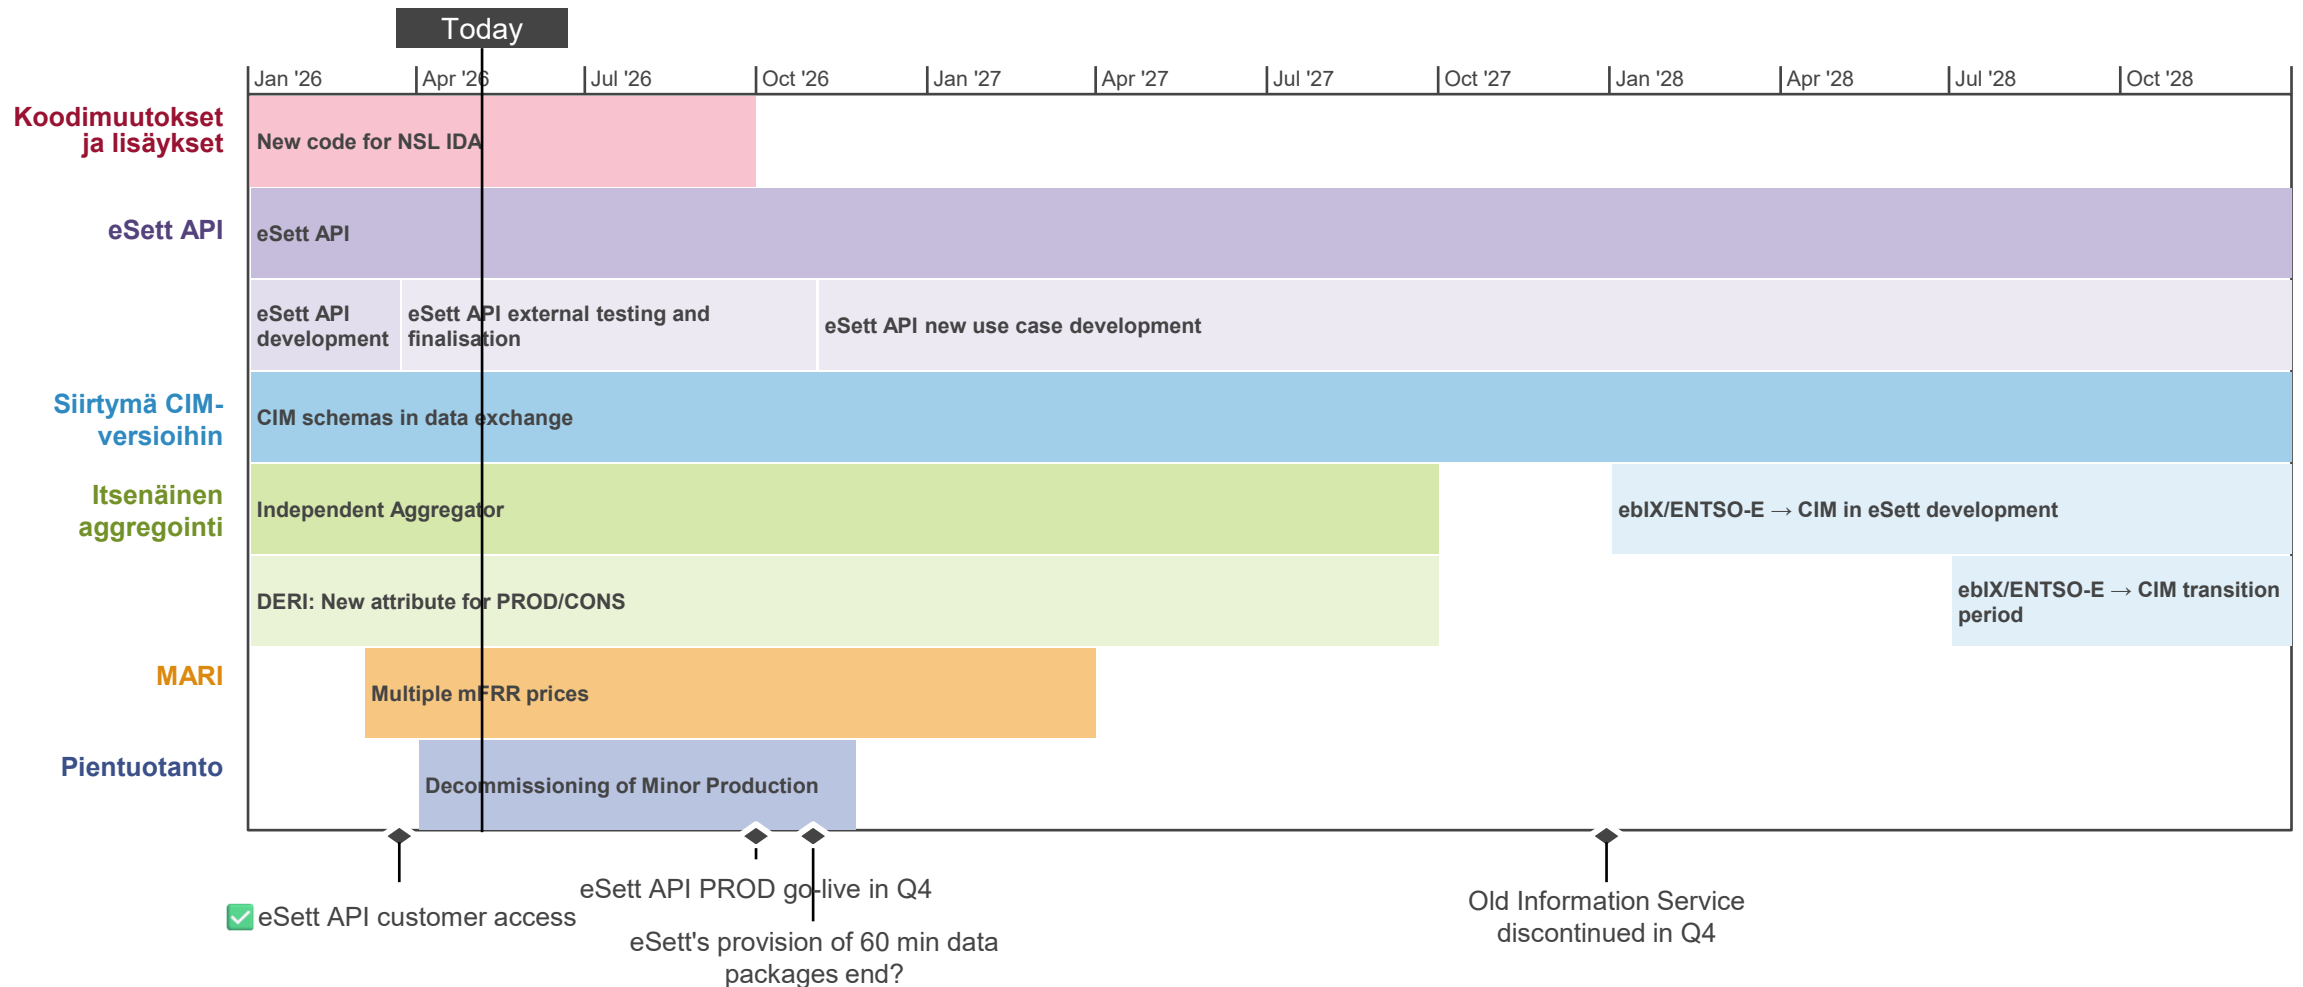 Today
Jan '26
Apr '26
Jul '26
Oct '26
Jan '27
Apr '27
Jul '27
Oct '27
Jan '28
Apr '28
Jul '28
Oct '28
Koodimuutokset
ja lisäykset
New code for NSL IDA
eSett API
eSett API
eSett API
development
eSett API external testing and
finalisation
eSett API new use case development
Siirtymä CIM-
versioihin
CIM schemas in data exchange
Itsenäinen
aggregointi
Independent Aggregator
ebIX/ENTSO-E → CIM in eSett development
DERI: New attribute for PROD/CONS
ebIX/ENTSO-E → CIM transition
period
MARI
Multiple mFRR prices
Pientuotanto
Decommissioning of Minor Production
✅ eSett API customer access
eSett API PROD go-live in Q4
eSett's provision of 60 min data
packages end?
Old Information Service
discontinued in Q4